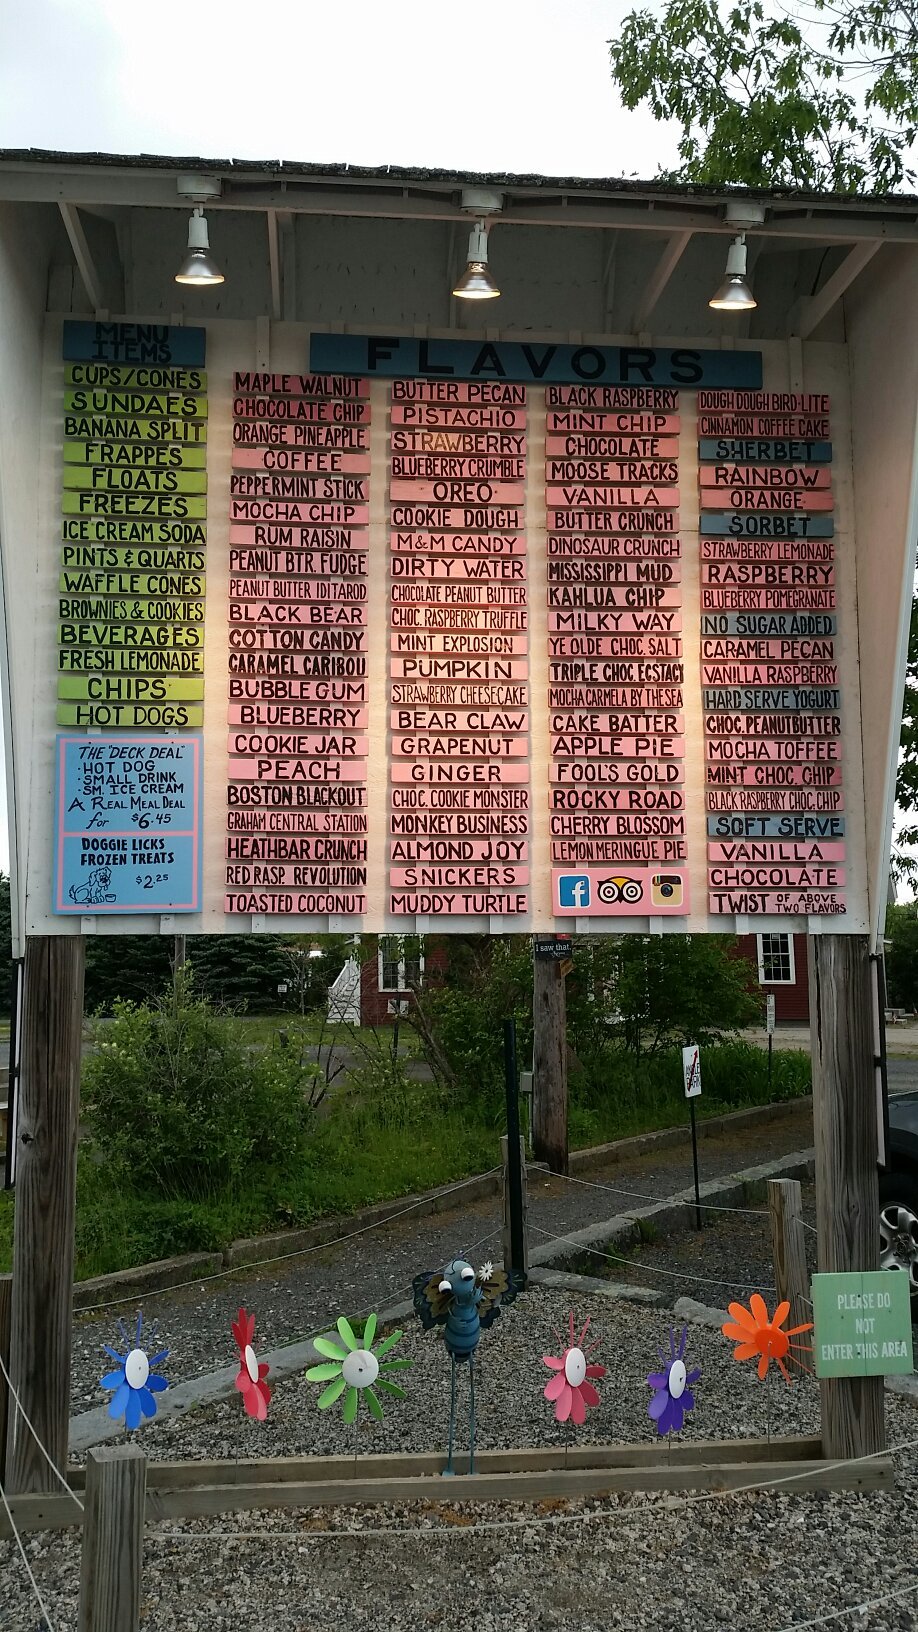 MENU
ITEMS
CUPS/CONES
SUNDAES
BANANA SPLIT
FRAPPES
FLOATS
FREEZES
ICE CREAM SODA
PINTS & QUARTS
WAFFLE CONES
BROWNIES & COOKIES
BEVERAGES
FRESH LEMONADE
CHIPS
HOT DOGS
THE "DECK DEAL"
· HOT DOG
· SMALL DRINK
· SM. ICE CREAM
A REAL MEAL DEAL
for $6.45
DOGGIE LICKS
FROZEN TREATS
$2.25
FLAVORS
MAPLE WALNUT
CHOCOLATE CHIP
ORANGE PINEAPPLE
COFFEE
PEPPERMINT STICK
MOCHA CHIP
RUM RAISIN
PEANUT BTR. FUDGE
PEANUT BUTTER IDITAROD
BLACK BEAR
COTTON CANDY
CARAMEL CARIBOU
BUBBLE GUM
BLUEBERRY
COOKIE JAR
PEACH
BOSTON BLACKOUT
GRAHAM CENTRAL STATION
HEATHBAR CRUNCH
RED RASP. REVOLUTION
TOASTED COCONUT
BUTTER PECAN
PISTACHIO
STRAWBERRY
BLUEBERRY CRUMBLE
OREO
COOKIE DOUGH
M&M CANDY
DIRTY WATER
CHOCOLATE PEANUT BUTTER
CHOC. RASPBERRY TRUFFLE
MINT EXPLOSION
PUMPKIN
STRAWBERRY CHEESECAKE
BEAR CLAW
GRAPENUT
GINGER
CHOC. COOKIE MONSTER
MONKEY BUSINESS
ALMOND JOY
SNICKERS
MUDDY TURTLE
BLACK RASPBERRY
MINT CHIP
CHOCOLATE
MOOSE TRACKS
VANILLA
BUTTER CRUNCH
DINOSAUR CRUNCH
MISSISSIPPI MUD
KAHLUA CHIP
MILKY WAY
YE OLDE CHOC. SALT
TRIPLE CHOC ECSTACY
MOCHA CARMELA BY THE SEA
CAKE BATTER
APPLE PIE
FOOL'S GOLD
ROCKY ROAD
CHERRY BLOSSOM
LEMON MERINGUE PIE
DOUGH DOUGH BIRD-LITE
CINNAMON COFFEE CAKE
SHERBET
RAINBOW
ORANGE
SORBET
STRAWBERRY LEMONADE
RASPBERRY
BLUEBERRY POMEGRANATE
NO SUGAR ADDED
CARAMEL PECAN
VANILLA RASPBERRY
HARD SERVE YOGURT
CHOC. PEANUTBUTTER
MOCHA TOFFEE
MINT CHOC. CHIP
BLACK RASPBERRY CHOC. CHIP
SOFT SERVE
VANILLA
CHOCOLATE
TWIST OF ABOVE
TWO FLAVORS
I saw that.
PLEASE DO
NOT
ENTER THIS AREA